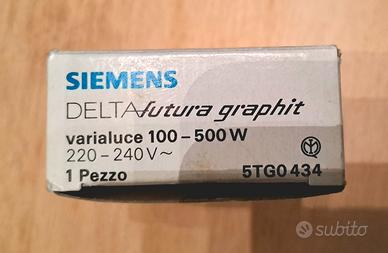 SIEMENS
DELTA futura graphit
varialuce 100-500 W
220-240 V~
1 Pezzo 5TG0 434
subito